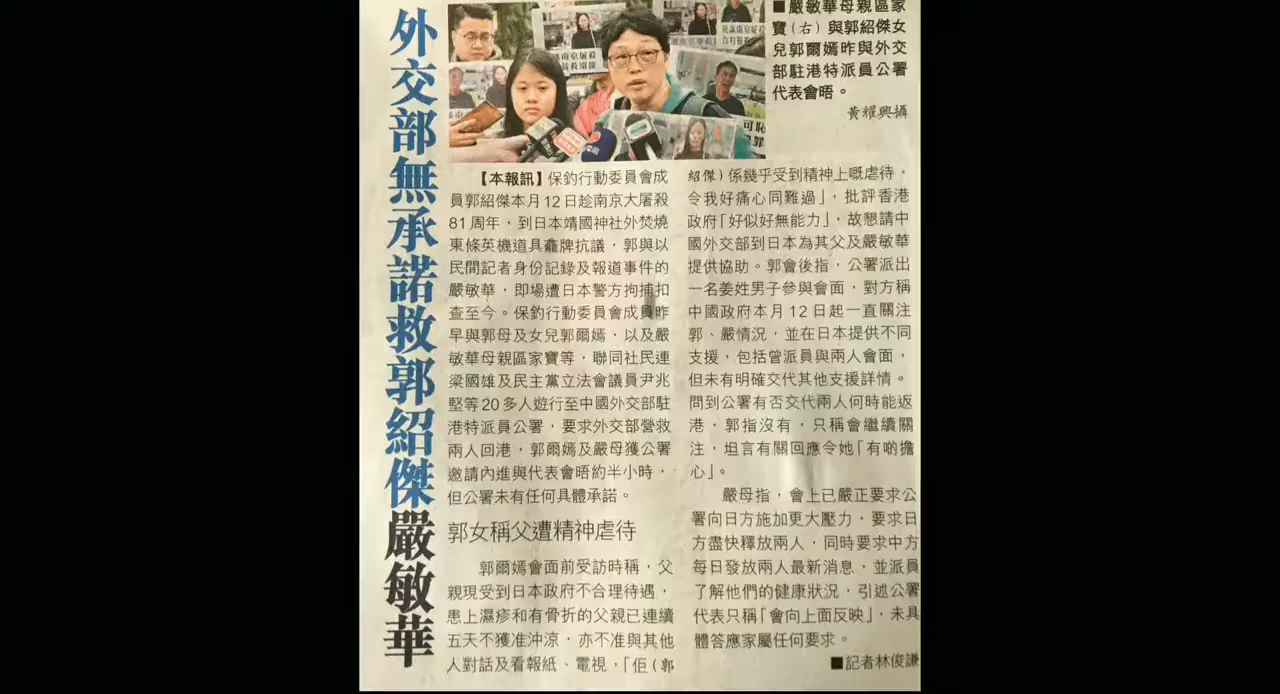 外交部無承諾救郭紹傑嚴敏華
■嚴敏華母親區家
寶(右)與郭紹傑女
兒郭爾嫣昨與外交
部駐港特派員公署
代表會晤。
黃耀興攝
【本報訊】保釣行動委員會成
員郭紹傑本月12日趁南京大屠殺
81周年，到日本靖國神社外焚燒
東條英機道具龕牌抗議，郭與以
民間記者身份記錄及報道事件的
嚴敏華，即場遭日本警方拘捕扣
查至今。保釣行動委員會成員昨
早與郭母及女兒郭爾嫣，以及嚴
敏華母親區家寶等，聯同社民連
梁國雄及民主黨立法會議員尹兆
堅等20多人遊行至中國外交部駐
港特派員公署，要求外交部營救
兩人回港，郭爾嫣及嚴母獲公署
邀請內進與代表會晤約半小時，
但公署未有任何具體承諾。
郭女稱父遭精神虐待
郭爾嫣會面前受訪時稱，父
親現受到日本政府不合理待遇，
患上濕疹和有骨折的父親已連續
五天不獲准沖涼，亦不准與其他
人對話及看報紙、電視，「佢(郭
紹傑)係幾乎受到精神上嘅虐待，
令我好痛心同難過」，批評香港
政府「好似好無能力」，故懇請中
國外交部到日本為其父及嚴敏華
提供協助。郭會後指，公署派出
一名姜姓男子參與會面，對方稱
中國政府本月12日起一直關注
郭、嚴情況，並在日本提供不同
支援，包括曾派員與兩人會面，
但未有明確交代其他支援詳情。
問到公署有否交代兩人何時能返
港，郭指沒有，只稱會繼續關
注，坦言有關回應令她「有啲擔
心」。
嚴母指，會上已嚴正要求公
署向日方施加更大壓力，要求日
方盡快釋放兩人，同時要求中方
每日發放兩人最新消息，並派員
了解他們的健康狀況，引述公署
代表只稱「會向上面反映」，未具
體答應家屬任何要求。
■記者林俊謙